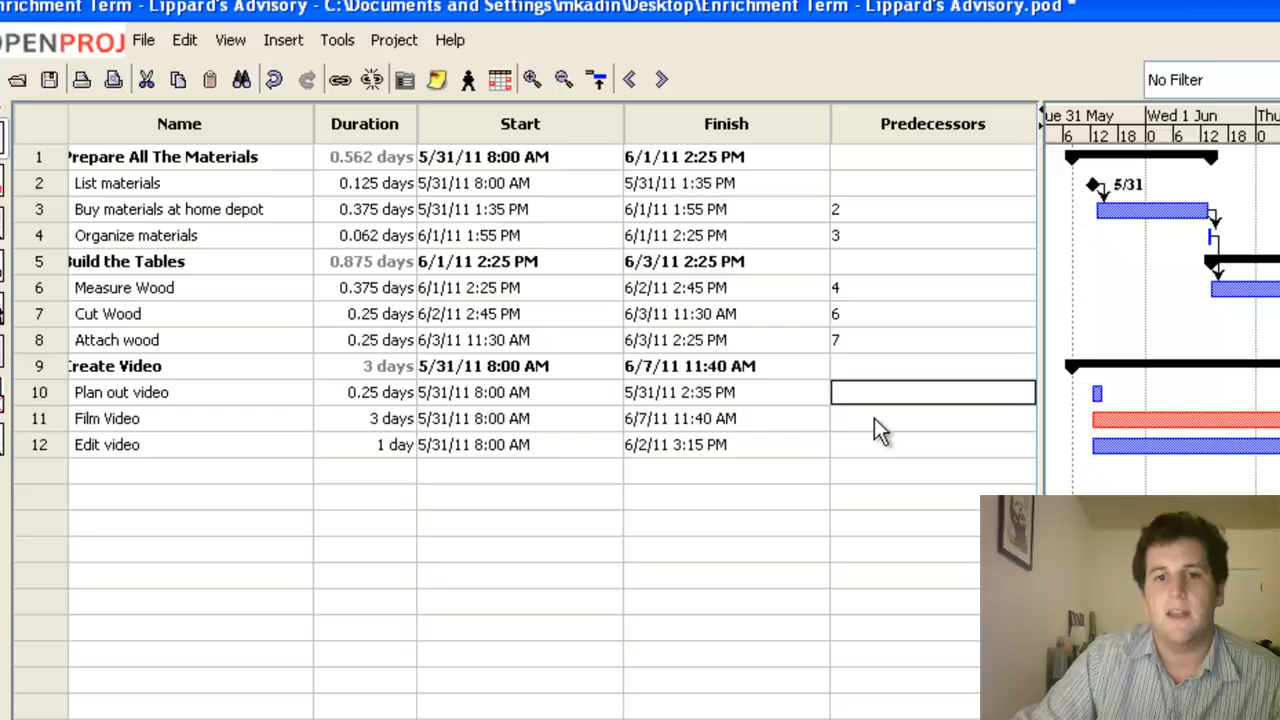 nrichment Term - Lippard's Advisory - C:\Documents and Settings\mkadin\Desktop\Enrichment Term - Lippard's Advisory.pod *
OPENPROJ File Edit View Insert Tools Project Help
No Filter
Name Duration Start Finish Predecessors
ue 31 May Wed 1 Jun Thu
6 12 18 0 6 12 18 0
1 Prepare All The Materials 0.562 days 5/31/11 8:00 AM 6/1/11 2:25 PM
2 List materials 0.125 days 5/31/11 8:00 AM 5/31/11 1:35 PM 5/31
3 Buy materials at home depot 0.375 days 5/31/11 1:35 PM 6/1/11 1:55 PM 2
4 Organize materials 0.062 days 6/1/11 1:55 PM 6/1/11 2:25 PM 3
5 Build the Tables 0.875 days 6/1/11 2:25 PM 6/3/11 2:25 PM
6 Measure Wood 0.375 days 6/1/11 2:25 PM 6/2/11 2:45 PM 4
7 Cut Wood 0.25 days 6/2/11 2:45 PM 6/3/11 11:30 AM 6
8 Attach wood 0.25 days 6/3/11 11:30 AM 6/3/11 2:25 PM 7
9 Create Video 3 days 5/31/11 8:00 AM 6/7/11 11:40 AM
10 Plan out video 0.25 days 5/31/11 8:00 AM 5/31/11 2:35 PM
11 Film Video 3 days 5/31/11 8:00 AM 6/7/11 11:40 AM
12 Edit video 1 day 5/31/11 8:00 AM 6/2/11 3:15 PM